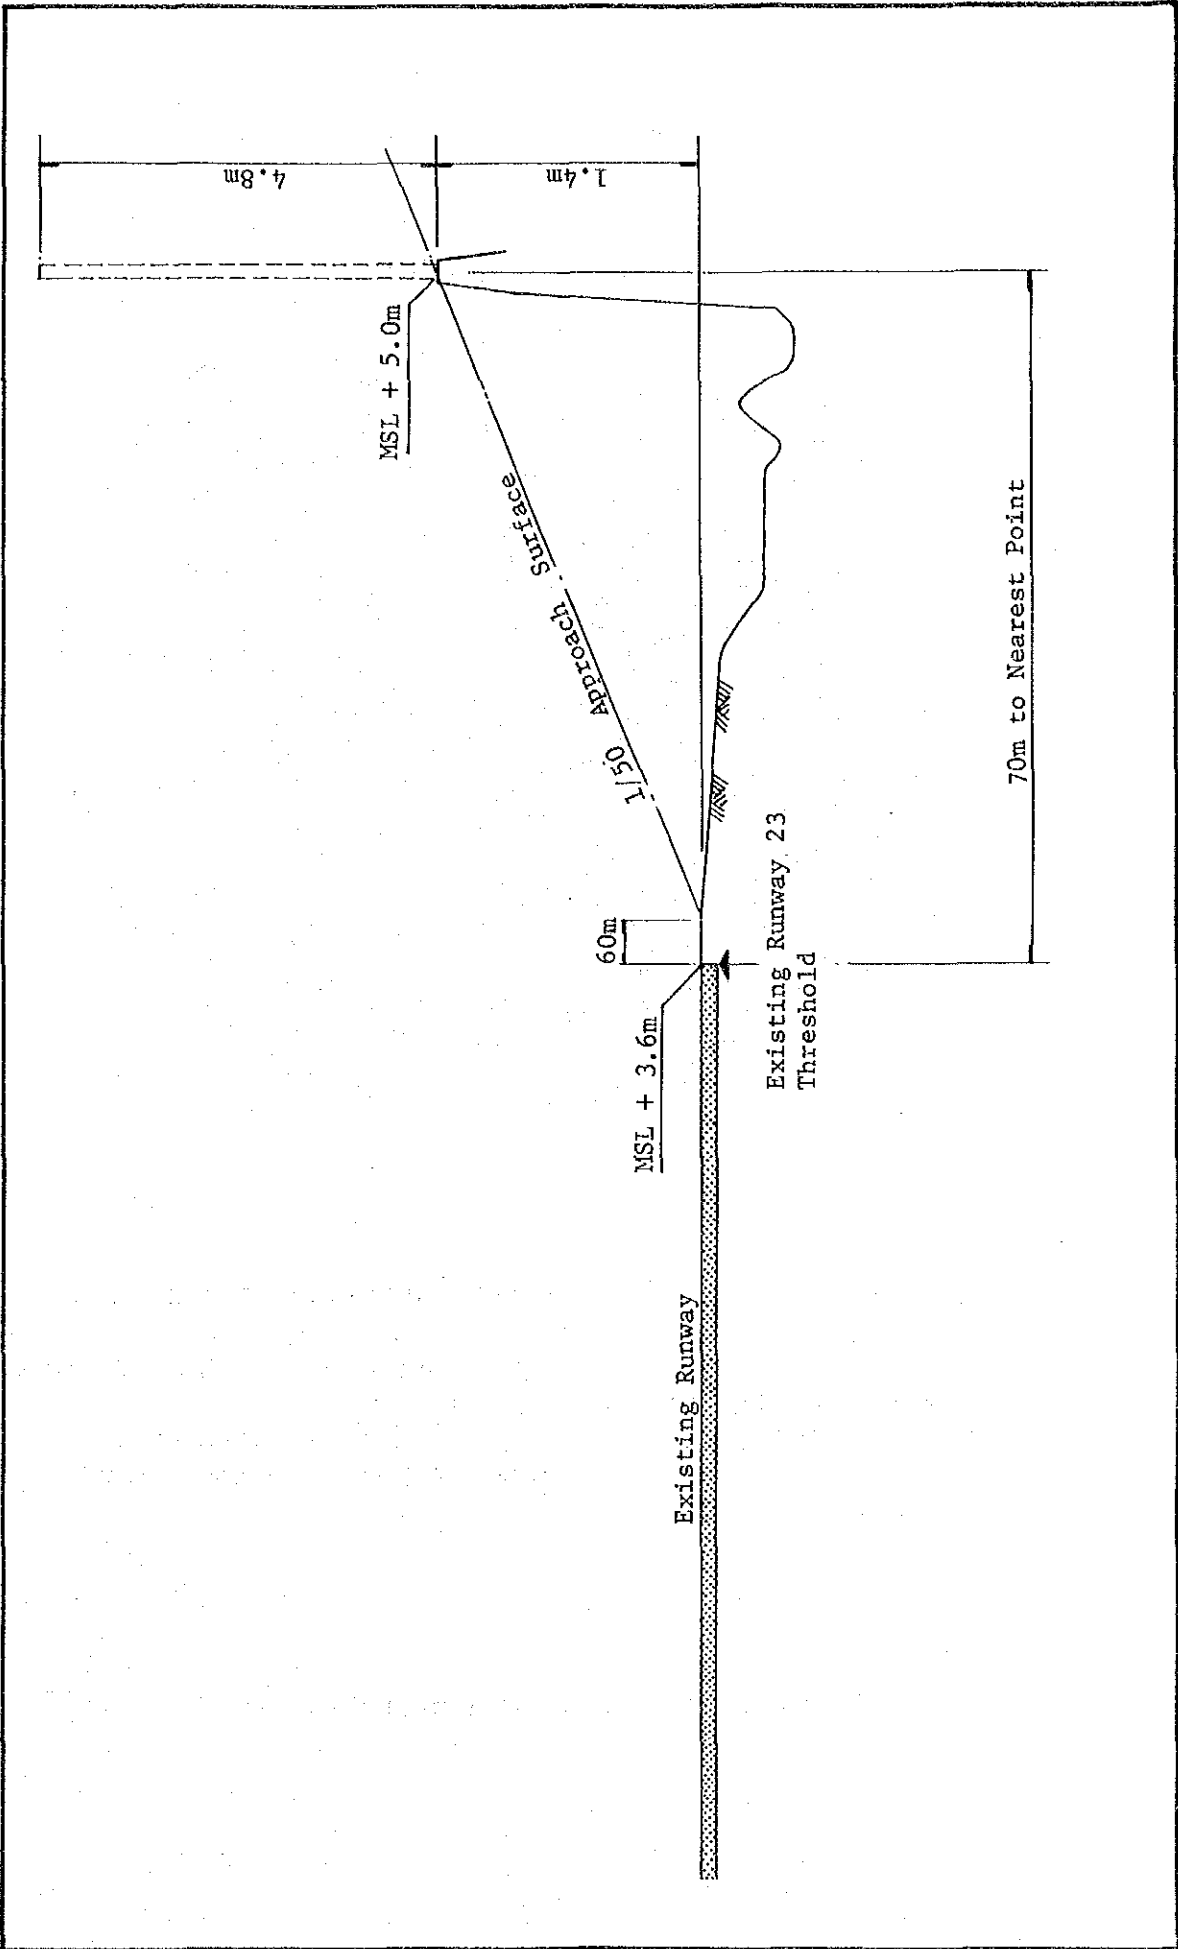 4.8m
1.4m
MSL + 5.0m
1/50 Approach Surface
60m
MSL + 3.6m
Existing Runway 23
Threshold
Existing Runway
70m to Nearest Point